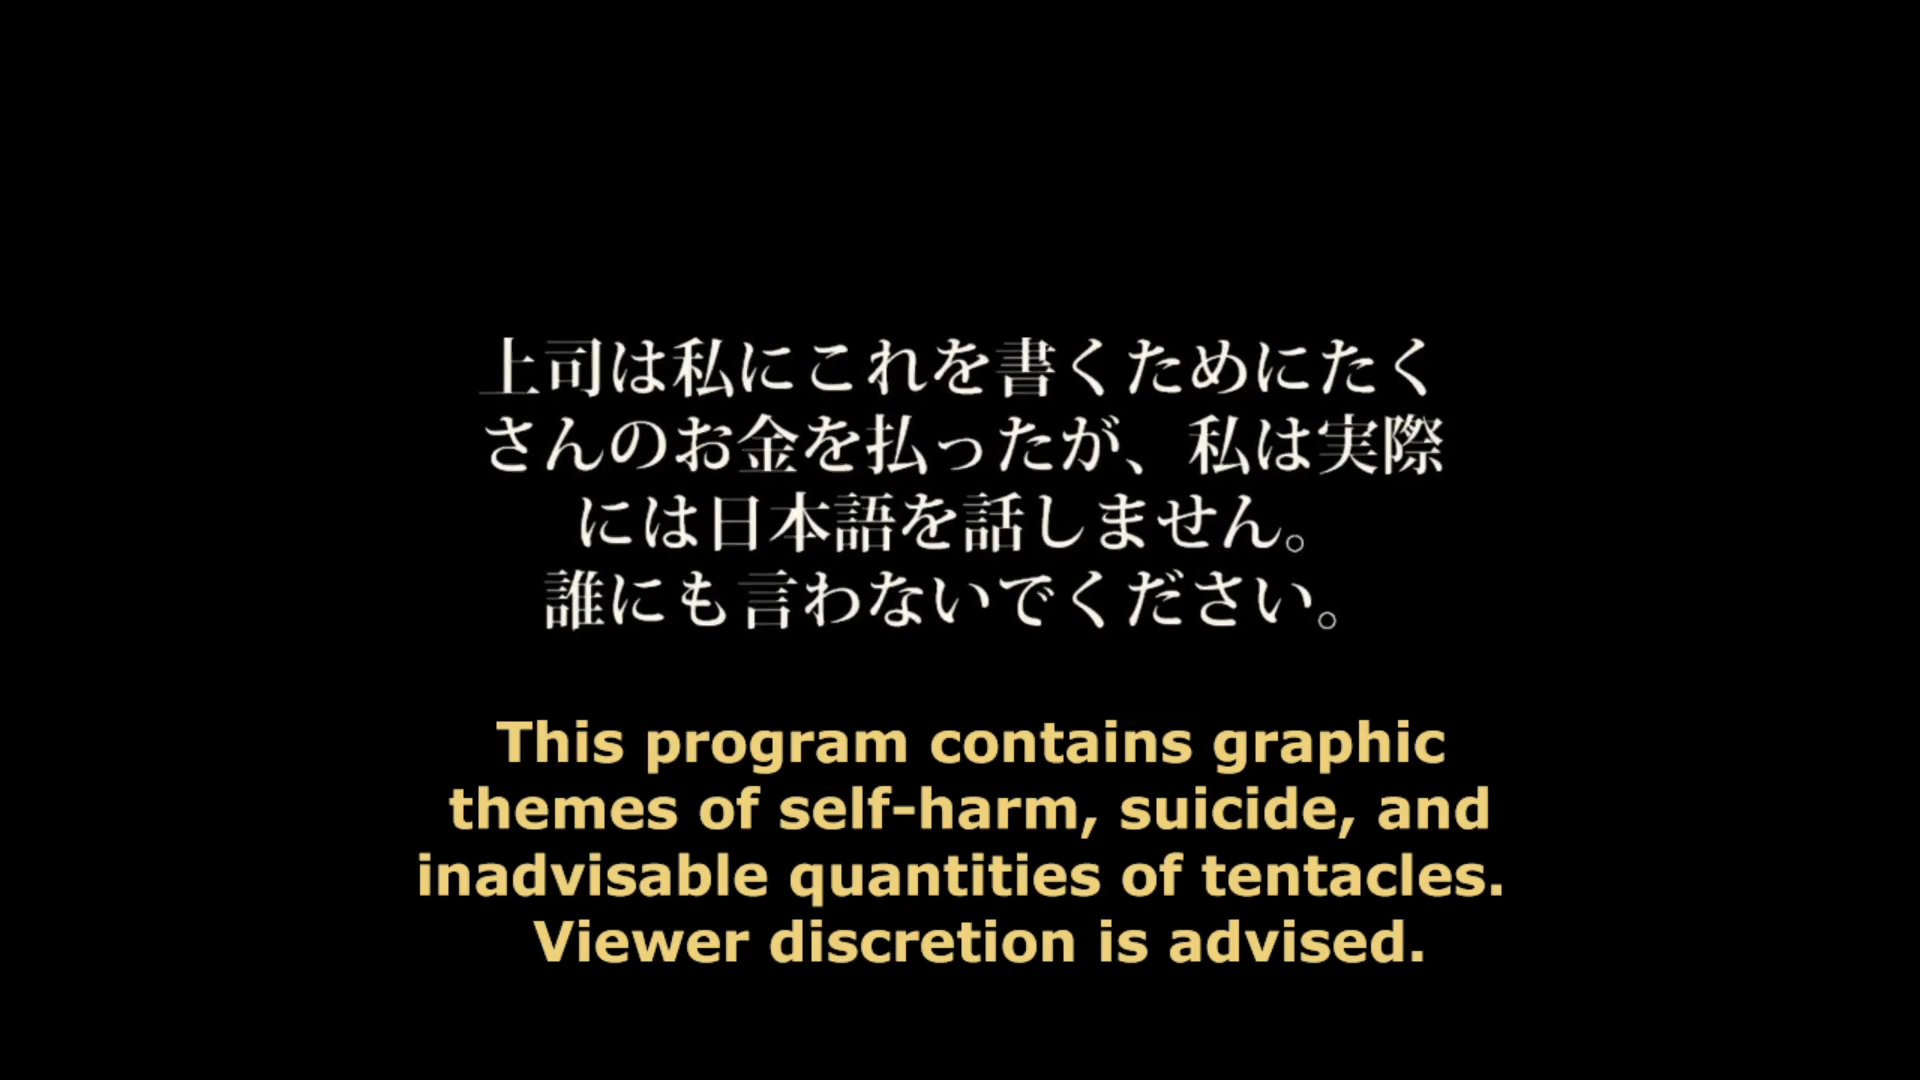 上司は私にこれを書くためにたく
さんのお金を払ったが、私は実際
には日本語を話しません。
誰にも言わないでください。
This program contains graphic
themes of self-harm, suicide, and
inadvisable quantities of tentacles.
Viewer discretion is advised.